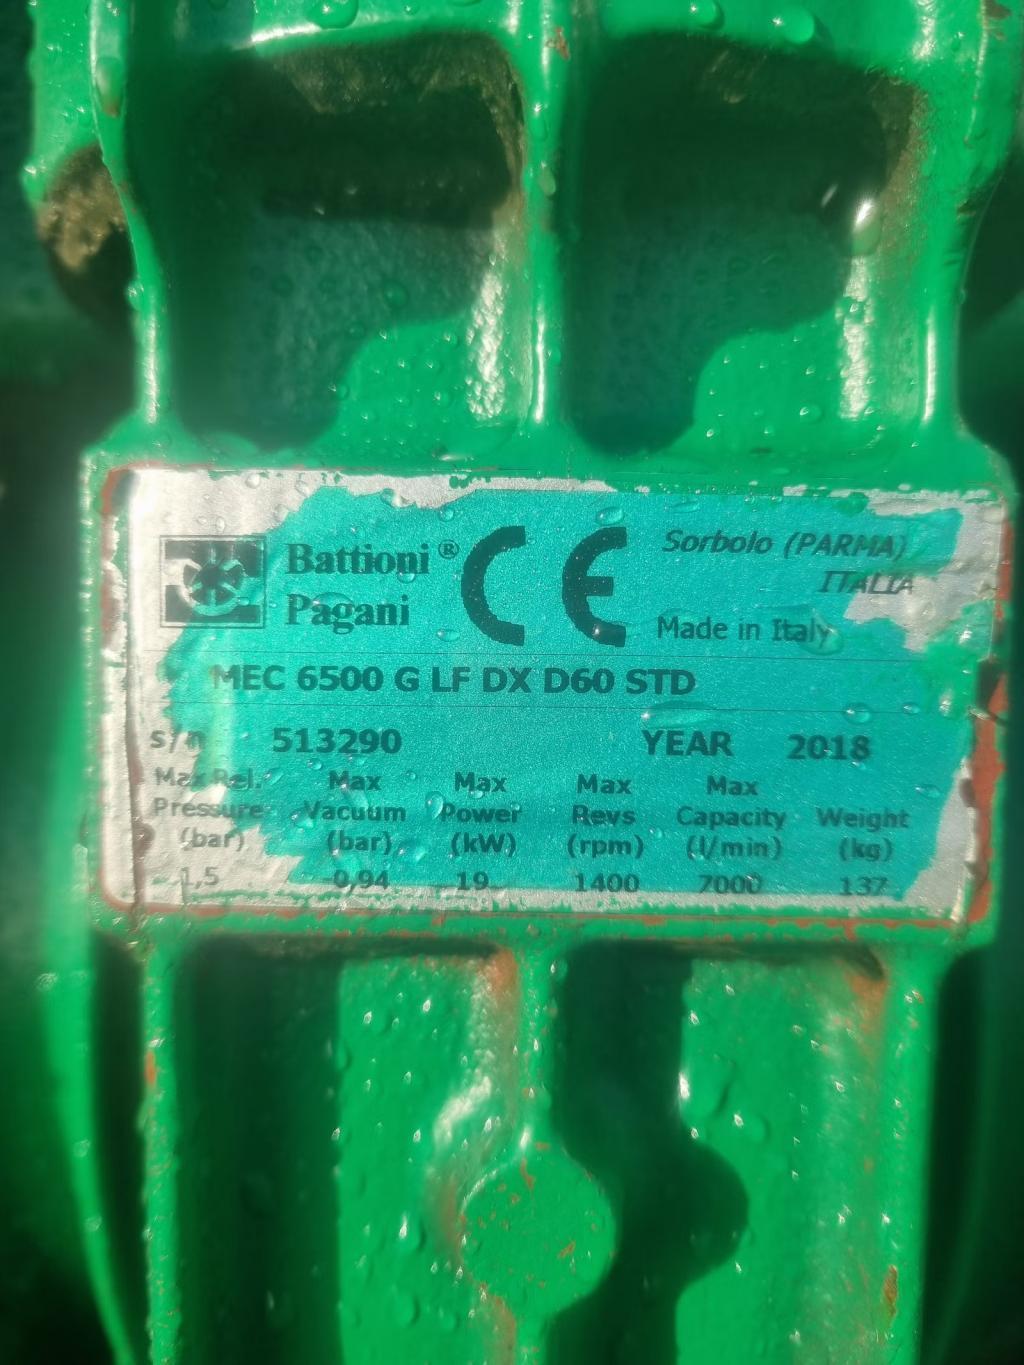 Battioni®
Pagani
CE
Sorbolo (PARMA)
ITALIA
Made in Italy
MEC 6500 G LF DX D60 STD
s/n 513290 YEAR 2018
Max Rel. Max Max Max Max
Pressure Vacuum Power Revs Capacity Weight
(bar) (bar) (kW) (rpm) (l/min) (kg)
1,5 -0,94 19 1400 7000 137